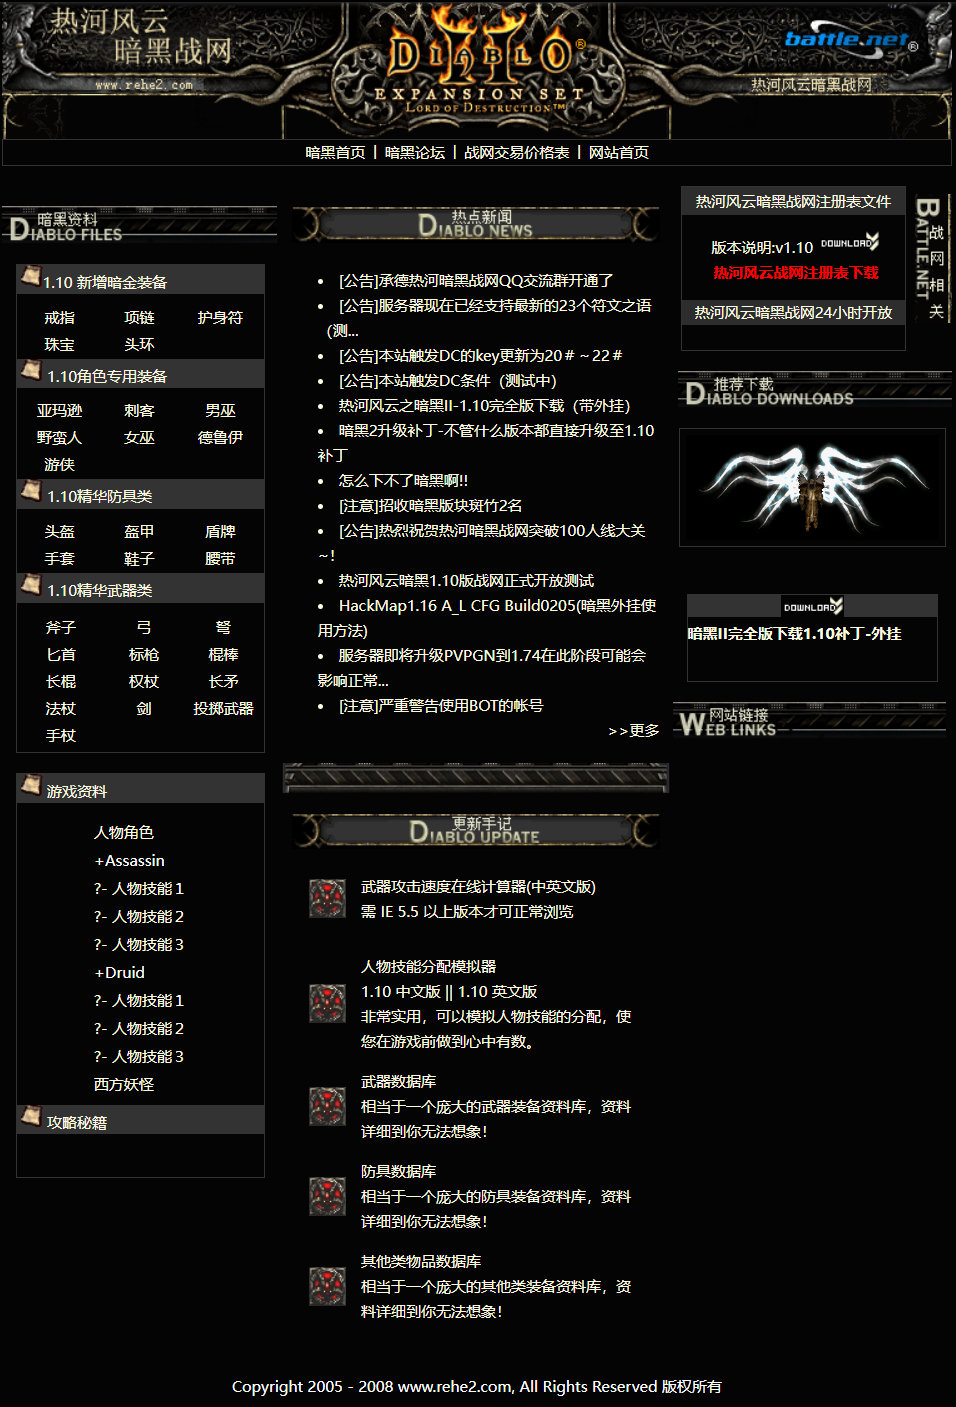 热河风云
暗黑战网
www.rehe2.com
DIABLO II
EXPANSION SET
LORD OF DESTRUCTION™
battle.net®
热河风云暗黑战网
暗黑首页 | 暗黑论坛 | 战网交易价格表 | 网站首页
暗黑资料
DIABLO FILES
1.10 新增暗金装备
戒指 项链 护身符
珠宝 头环
1.10角色专用装备
亚玛逊 刺客 男巫
野蛮人 女巫 德鲁伊
游侠
1.10精华防具类
头盔 盔甲 盾牌
手套 鞋子 腰带
1.10精华武器类
斧子 弓 弩
匕首 标枪 棍棒
长棍 权杖 长矛
法杖 剑 投掷武器
手杖
游戏资料
人物角色
+Assassin
?- 人物技能1
?- 人物技能2
?- 人物技能3
+Druid
?- 人物技能1
?- 人物技能2
?- 人物技能3
西方妖怪
攻略秘籍
热点新闻
DIABLO NEWS
• [公告]承德热河暗黑战网QQ交流群开通了
• [公告]服务器现在已经支持最新的23个符文之语
（测...
• [公告]本站触发DC的key更新为20＃～22＃
• [公告]本站触发DC条件（测试中）
• 热河风云之暗黑II-1.10完全版下载（带外挂）
• 暗黑2升级补丁-不管什么版本都直接升级至1.10
补丁
• 怎么下不了暗黑啊!!
• [注意]招收暗黑版块斑竹2名
• [公告]热烈祝贺热河暗黑战网突破100人线大关
~！
• 热河风云暗黑1.10版战网正式开放测试
• HackMap1.16 A_L CFG Build0205(暗黑外挂使
用方法)
• 服务器即将升级PVPGN到1.74在此阶段可能会
影响正常...
• [注意]严重警告使用BOT的帐号
>>更多
更新手记
DIABLO UPDATE
武器攻击速度在线计算器(中英文版)
需 IE 5.5 以上版本才可正常浏览
人物技能分配模拟器
1.10 中文版 || 1.10 英文版
非常实用，可以模拟人物技能的分配，使
您在游戏前做到心中有数。
武器数据库
相当于一个庞大的武器装备资料库，资料
详细到你无法想象！
防具数据库
相当于一个庞大的防具装备资料库，资料
详细到你无法想象！
其他类物品数据库
相当于一个庞大的其他类装备资料库，资
料详细到你无法想象！
热河风云暗黑战网注册表文件
版本说明:v1.10 DOWNLOAD
热河风云战网注册表下载
热河风云暗黑战网24小时开放
BATTLE.NET
战网相关
推荐下载
DIABLO DOWNLOADS
DOWNLOAD
暗黑II完全版下载1.10补丁-外挂
网站链接
WEB LINKS
Copyright 2005 - 2008 www.rehe2.com, All Rights Reserved 版权所有